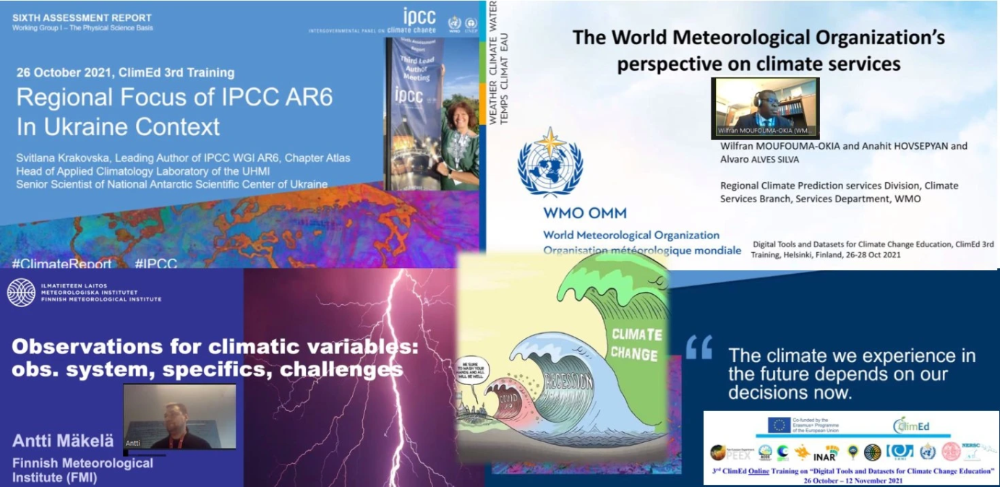 SIXTH ASSESSMENT REPORT
Working Group I – The Physical Science Basis
ipcc
INTERGOVERNMENTAL PANEL ON climate change
WMO
UNEP
Sixth Assessment
Report
Third Lead
Author
Meeting
ipcc
26 October 2021, ClimEd 3rd Training
Regional Focus of IPCC AR6
In Ukraine Context
Svitlana Krakovska, Leading Author of IPCC WGI AR6, Chapter Atlas
Head of Applied Climatology Laboratory of the UHMI
Senior Scientist of National Antarctic Scientific Center of Ukraine
#ClimateReport #IPCC
WEATHER CLIMATE WATER
TEMPS CLIMAT EAU
The World Meteorological Organization's
perspective on climate services
Wilfran MOUFOUMA-OKIA (WM...
Wilfran MOUFOUMA-OKIA and Anahit HOVSEPYAN and
Alvaro ALVES SILVA
Regional Climate Prediction services Division, Climate
Services Branch, Services Department, WMO
WMO OMM
World Meteorological Organization
Organisation météorologique mondiale
Digital Tools and Datasets for Climate Change Education, ClimEd 3rd
Training, Helsinki, Finland, 26-28 Oct 2021
ILMATIETEEN LAITOS
METEOROLOGISKA INSTITUTET
FINNISH METEOROLOGICAL INSTITUTE
Observations for climatic variables:
obs. system, specifics, challenges
Antti
Antti Mäkelä
Finnish Meteorological
Institute (FMI)
BE SURE
TO WASH YOUR
HANDS AND ALL
WILL BE WELL.
COVID
19
RECESSION
CLIMATE
CHANGE
“ The climate we experience in
the future depends on our
decisions now.
Co-funded by the
Erasmus+ Programme
of the European Union
ClimEd
PEEX
INAR
NERSC
3rd ClimEd Online Training on “Digital Tools and Datasets for Climate Change Education”
26 October – 12 November 2021